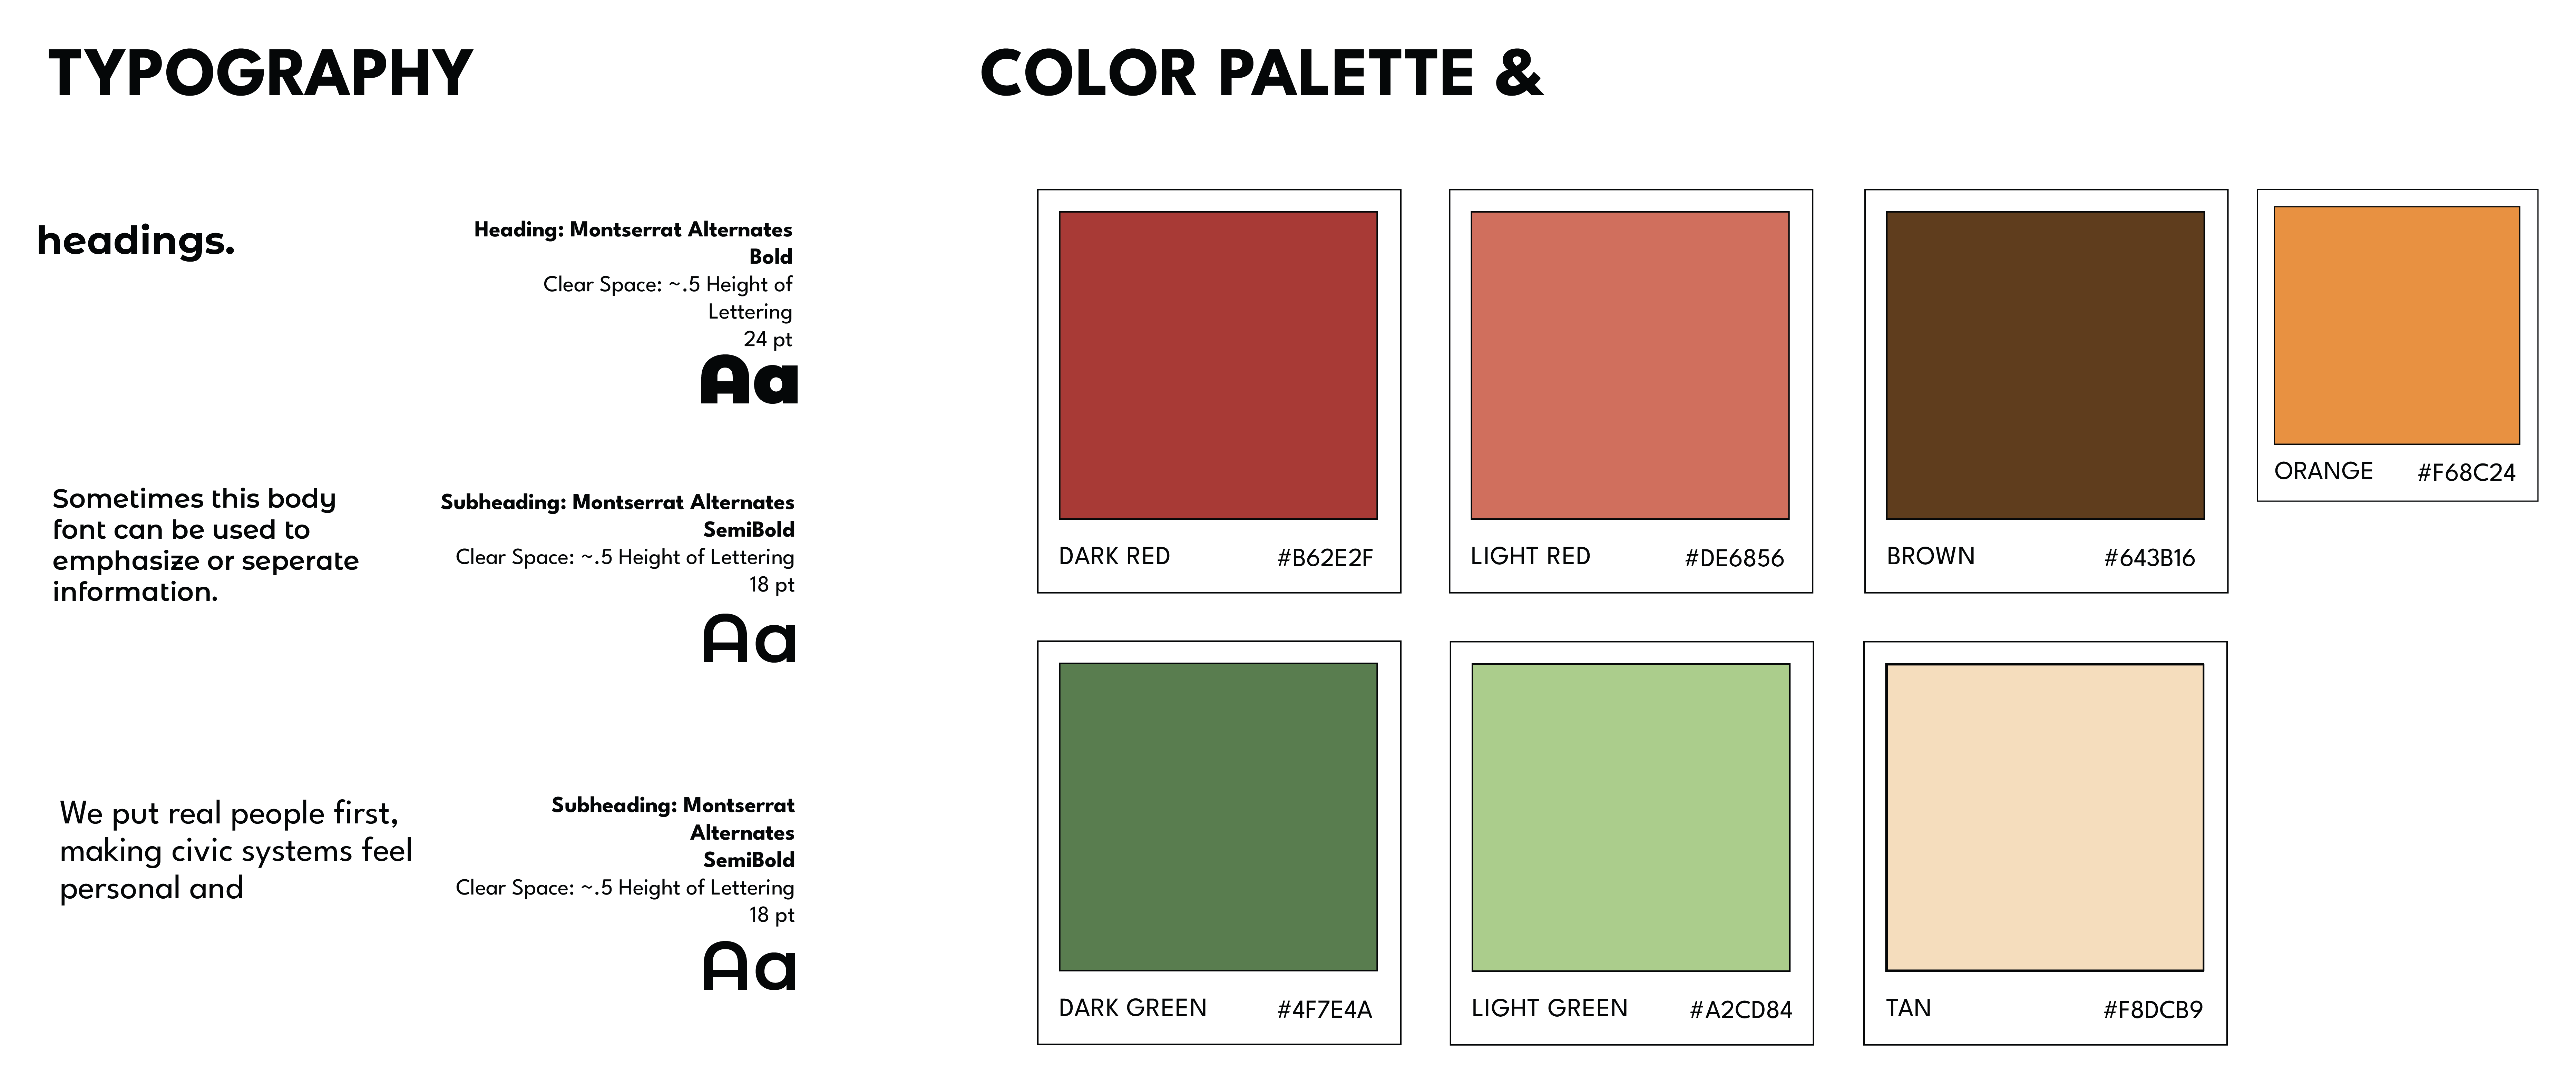 TYPOGRAPHY
headings.
Heading: Montserrat Alternates
Bold
Clear Space: ~.5 Height of
Lettering
24 pt
Aa
Sometimes this body
font can be used to
emphasize or seperate
information.
Subheading: Montserrat Alternates
SemiBold
Clear Space: ~.5 Height of Lettering
18 pt
Aa
We put real people first,
making civic systems feel
personal and
Subheading: Montserrat
Alternates
SemiBold
Clear Space: ~.5 Height of Lettering
18 pt
Aa
COLOR PALETTE &
DARK RED #B62E2F
LIGHT RED #DE6856
BROWN #643B16
ORANGE #F68C24
DARK GREEN #4F7E4A
LIGHT GREEN #A2CD84
TAN #F8DCB9